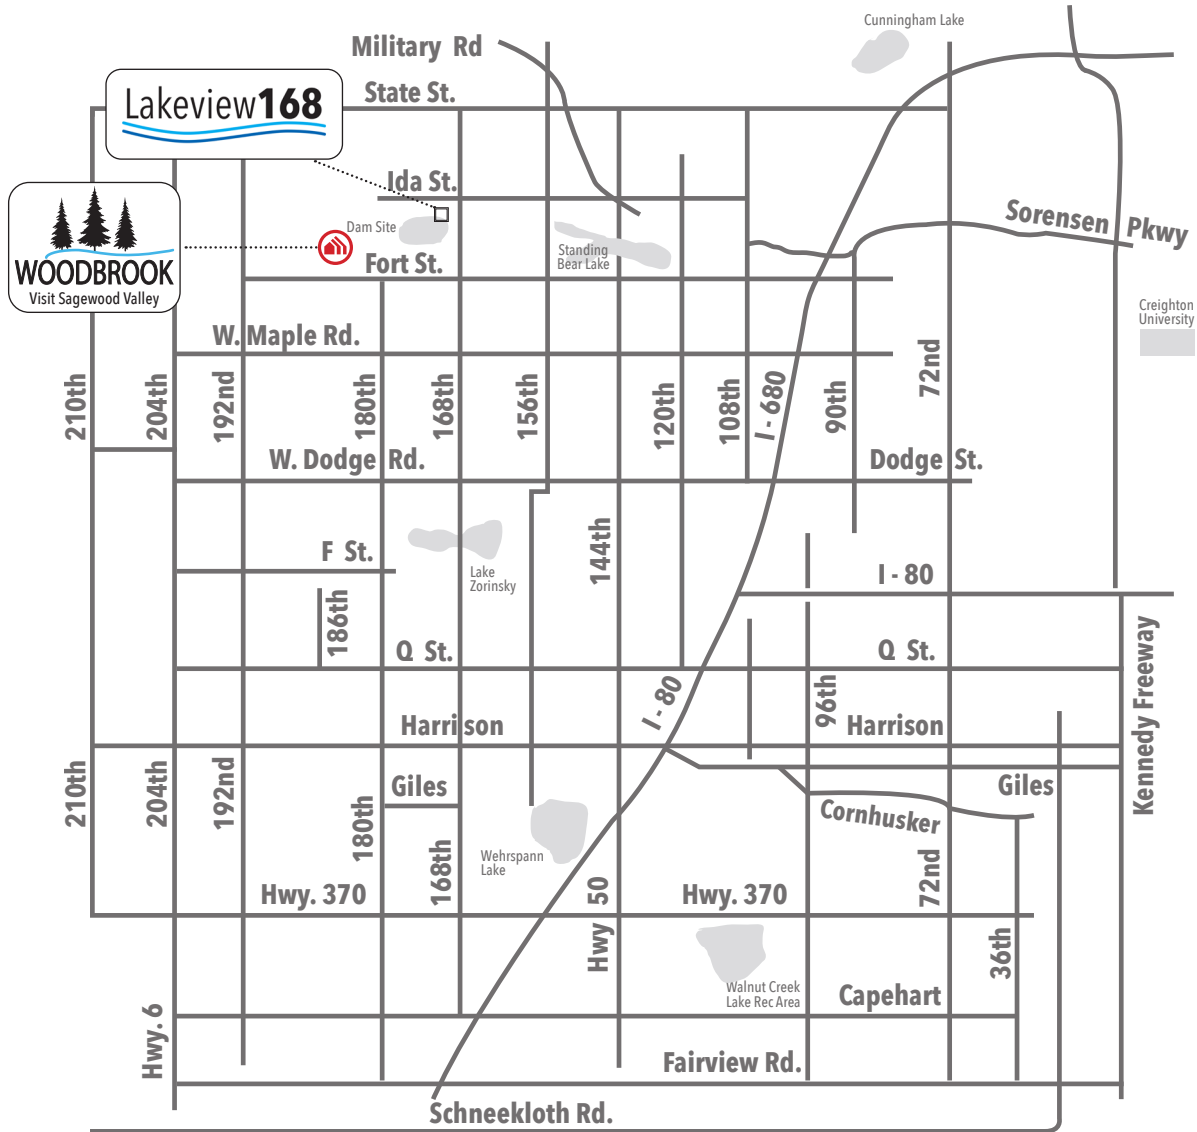 Cunningham Lake
Military Rd
State St.
Lakeview168
Ida St.
Dam Site
Sorensen Pkwy
WOODBROOK
Visit Sagewood Valley
Standing
Bear Lake
Fort St.
Creighton
University
W. Maple Rd.
210th
204th
192nd
180th
168th
156th
120th
108th
I - 680
90th
72nd
W. Dodge Rd.
Dodge St.
144th
F St.
Lake
Zorinsky
I - 80
186th
Q St.
Q St.
Kennedy Freeway
I - 80
96th
Harrison
Harrison
210th
204th
192nd
Giles
Giles
180th
Cornhusker
168th
Wehrspann
Lake
72nd
Hwy. 370
Hwy 50
Hwy. 370
36th
Walnut Creek
Lake Rec Area
Capehart
Hwy. 6
Fairview Rd.
Schneekloth Rd.